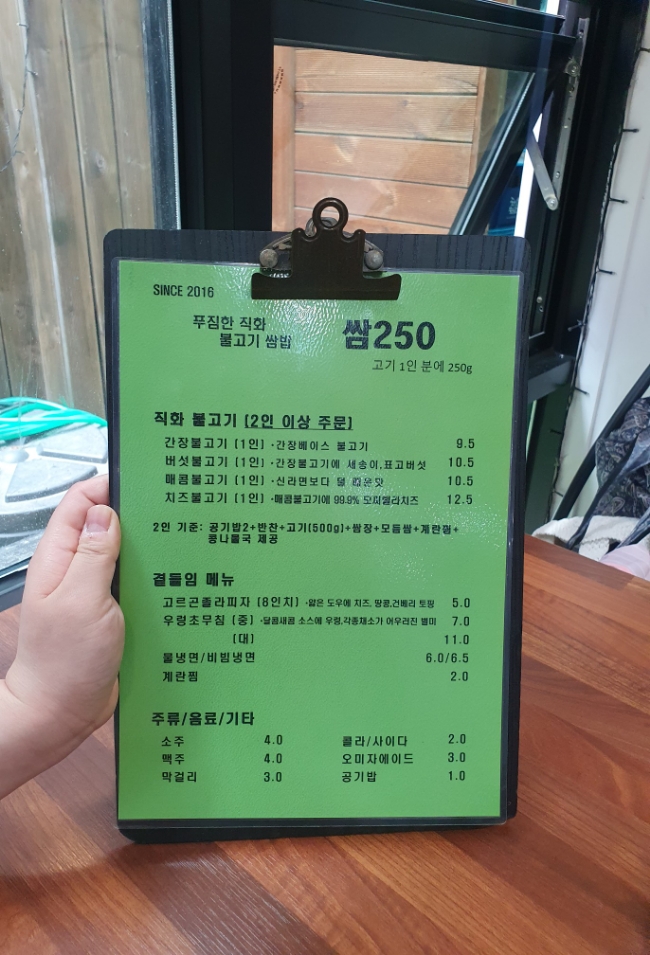 SINCE 2016
푸짐한 직화
불고기 쌈밥
쌈250
고기 1인 분에 250g
직화 불고기 (2인 이상 주문)
간장불고기 (1인) ·간장베이스 불고기 9.5
버섯불고기 (1인) ·간장불고기에 새송이,표고버섯 10.5
매콤불고기 (1인) ·신라면보다 덜 매운맛 10.5
치즈불고기 (1인) ·매콤불고기에 99.9% 모짜렐라치즈 12.5
2인 기준: 공기밥2+반찬+고기(500g)+쌈장+모듬쌈+계란찜+
콩나물국 제공
곁들임 메뉴
고르곤졸라피자 (8인치) ·얇은 도우에 치즈, 땅콩,건베리 토핑 5.0
우렁초무침 (중) ·달콤새콤 소스에 우렁,각종채소가 어우러진 별미 7.0
(대) 11.0
물냉면/비빔냉면 6.0/6.5
계란찜 2.0
주류/음료/기타
소주 4.0 콜라/사이다 2.0
맥주 4.0 오미자에이드 3.0
막걸리 3.0 공기밥 1.0